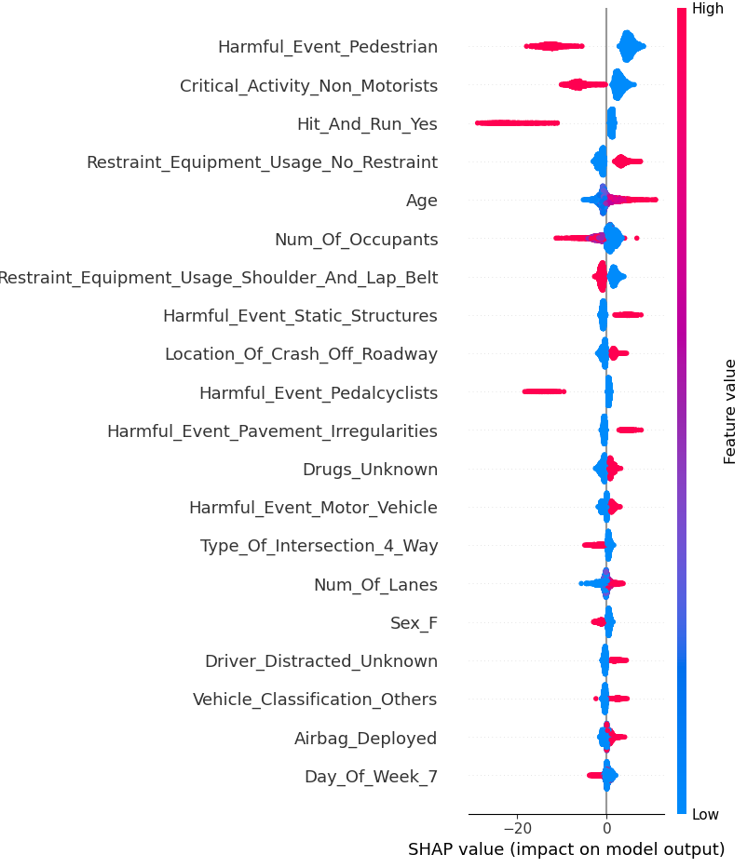 High
Harmful_Event_Pedestrian
Critical_Activity_Non_Motorists
Hit_And_Run_Yes
Restraint_Equipment_Usage_No_Restraint
Age
Num_Of_Occupants
Restraint_Equipment_Usage_Shoulder_And_Lap_Belt
Harmful_Event_Static_Structures
Location_Of_Crash_Off_Roadway
Harmful_Event_Pedalcyclists
Harmful_Event_Pavement_Irregularities
Drugs_Unknown
Harmful_Event_Motor_Vehicle
Type_Of_Intersection_4_Way
Num_Of_Lanes
Sex_F
Driver_Distracted_Unknown
Vehicle_Classification_Others
Airbag_Deployed
Day_Of_Week_7
Feature value
Low
−20 0
SHAP value (impact on model output)